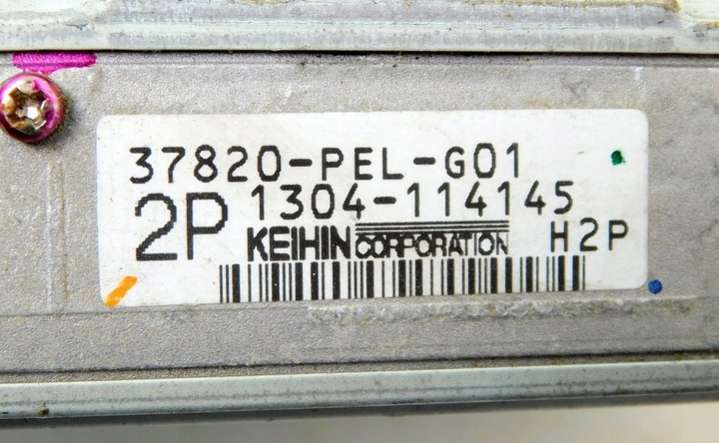 37820-PEL-G01
1304-114145
2P KEIHIN CORPORATION H2P